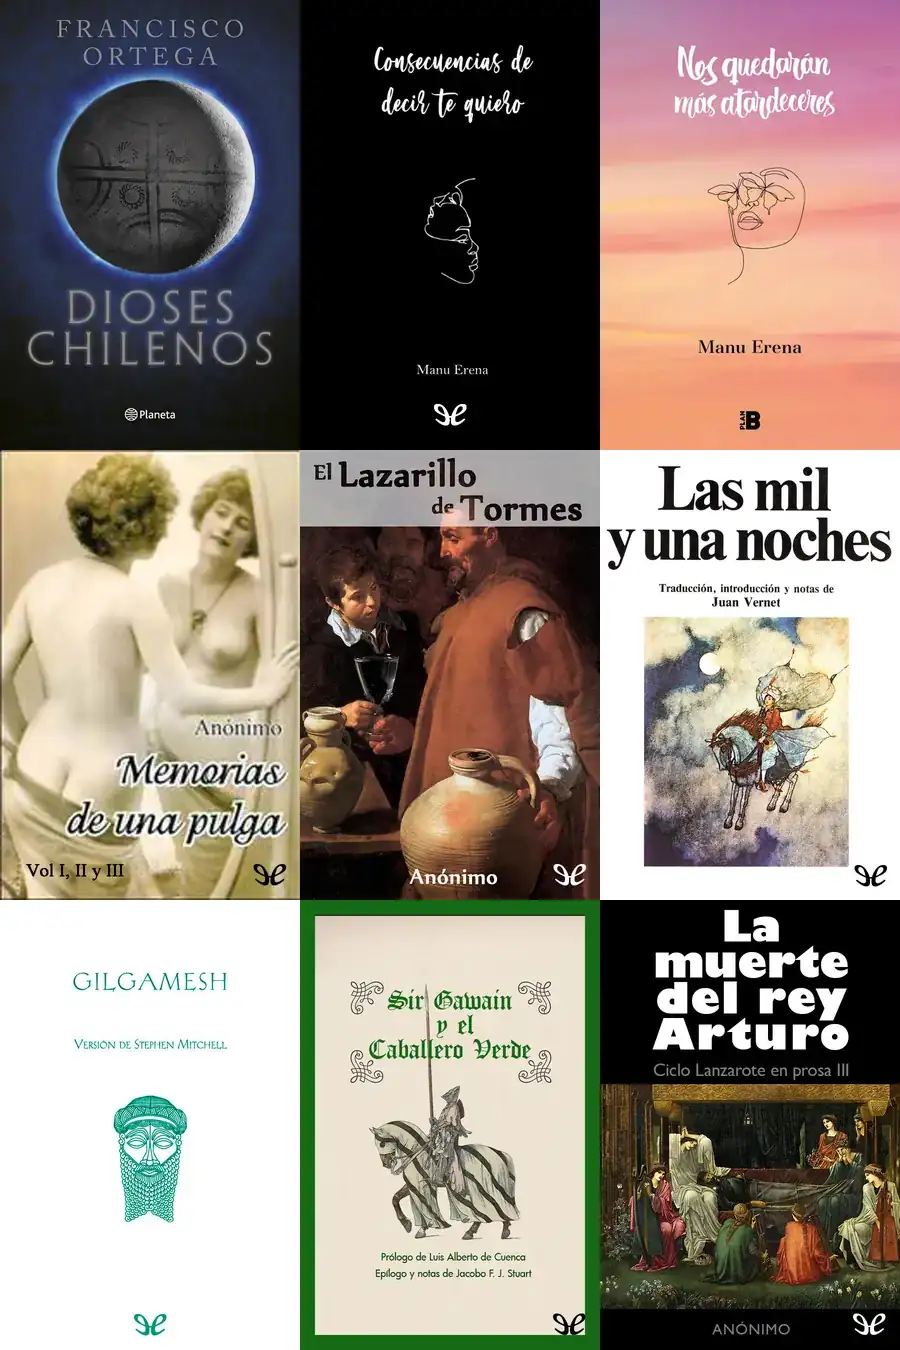 FRANCISCO
ORTEGA
DIOSES
CHILENOS
Planeta
Consecuencias de
decir te quiero
Manu Erena
Nos quedarán
más atardeceres
Manu Erena
PLAN
B
Anónimo
Memorias
de una pulga
Vol I, II y III
El Lazarillo
de Tormes
Anónimo
Las mil
y una noches
Traducción, introducción y notas de
Juan Vernet
GILGAMESH
VERSIÓN DE STEPHEN MITCHELL
Sir Gawain
y el
Caballero Verde
Prólogo de Luis Alberto de Cuenca
Epílogo y notas de Jacobo F. J. Stuart
La
muerte
del rey
Arturo
Ciclo Lanzarote en prosa III
ANÓNIMO